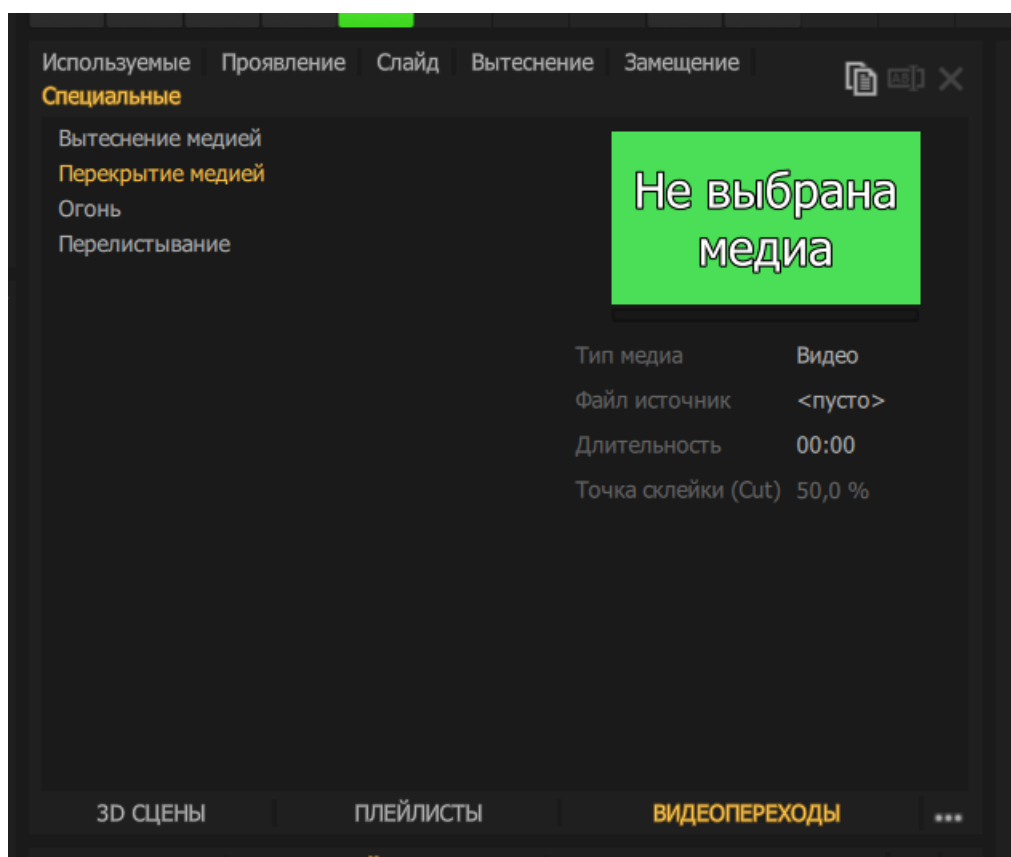 Используемые Проявление Слайд Вытеснение Замещение
Специальные
Вытеснение медией
Перекрытие медией
Огонь
Перелистывание
Не выбрана
медиа
Тип медиа Видео
Файл источник <пусто>
Длительность 00:00
Точка склейки (Cut) 50,0 %
3D СЦЕНЫ ПЛЕЙЛИСТЫ ВИДЕОПЕРЕХОДЫ